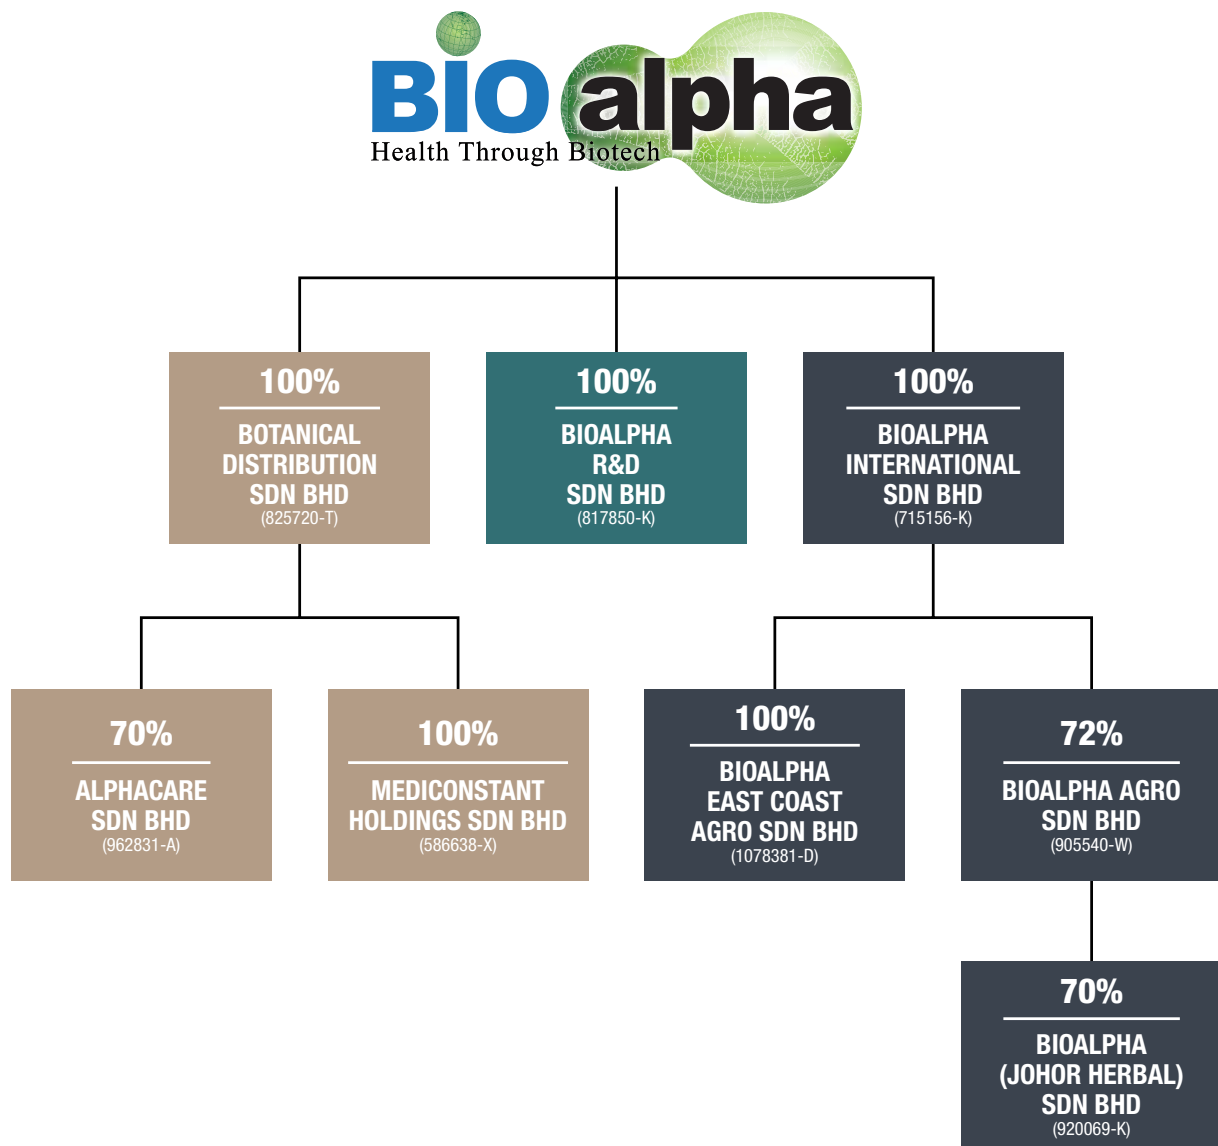 BIO alpha
Health Through Biotech
100%
BOTANICAL
DISTRIBUTION
SDN BHD
(825720-T)
100%
BIOALPHA
R&D
SDN BHD
(817850-K)
100%
BIOALPHA
INTERNATIONAL
SDN BHD
(715156-K)
70%
ALPHACARE
SDN BHD
(962831-A)
100%
MEDICONSTANT
HOLDINGS SDN BHD
(586638-X)
100%
BIOALPHA
EAST COAST
AGRO SDN BHD
(1078381-D)
72%
BIOALPHA AGRO
SDN BHD
(905540-W)
70%
BIOALPHA
(JOHOR HERBAL)
SDN BHD
(920069-K)